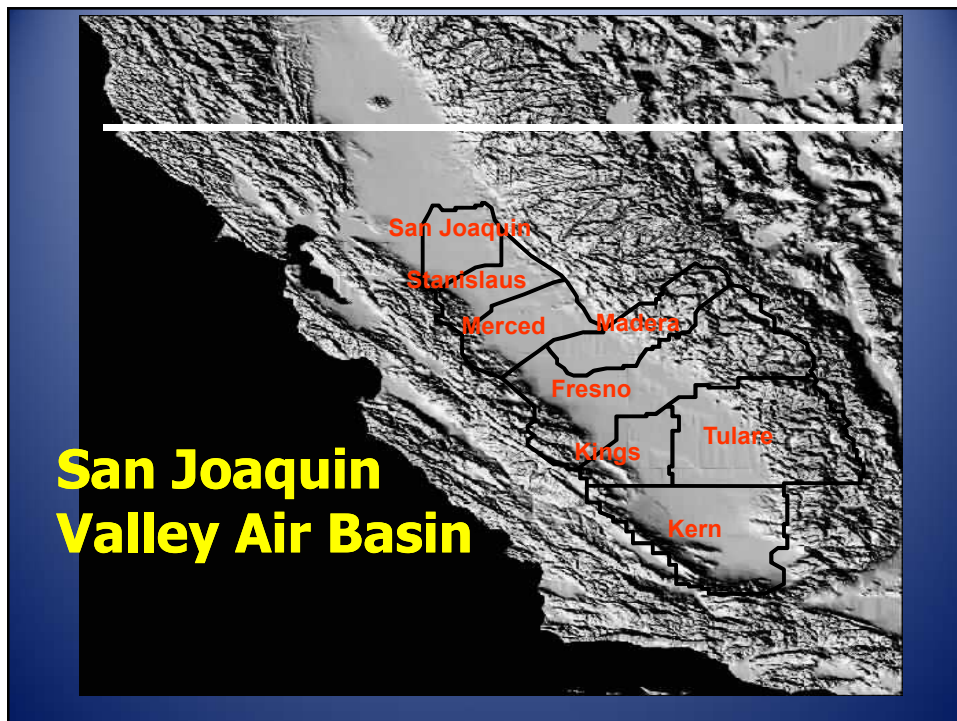 San Joaquin
Stanislaus
Merced
Madera
Fresno
Kings
Tulare
Kern
San Joaquin
Valley Air Basin